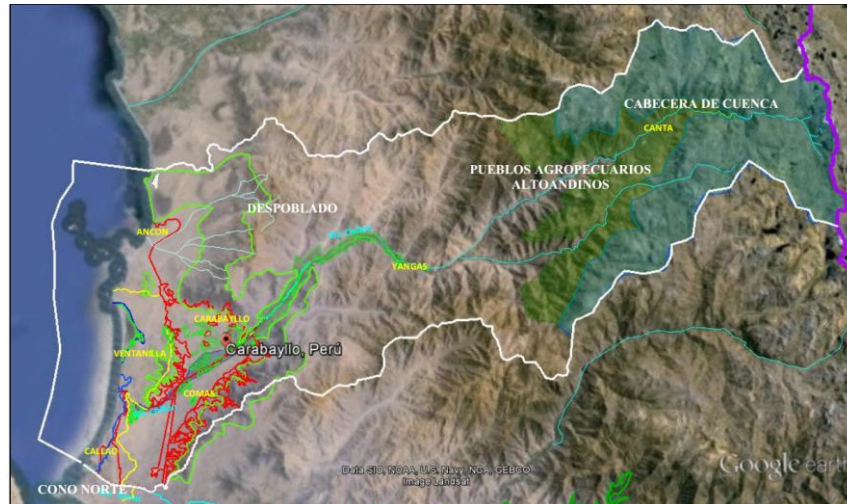 CABECERA DE CUENCA
CANTA
PUEBLOS AGROPECUARIOS
ALTOANDINOS
DESPOBLADO
ANCON
YANGAS
CARABAYLLO
Carabayllo, Perú
VENTANILLA
COMAS
CALLAO
CONO NORTE
Data SIO, NOAA, U.S. Navy, NGA, GEBCO
Image Landsat
Google earth